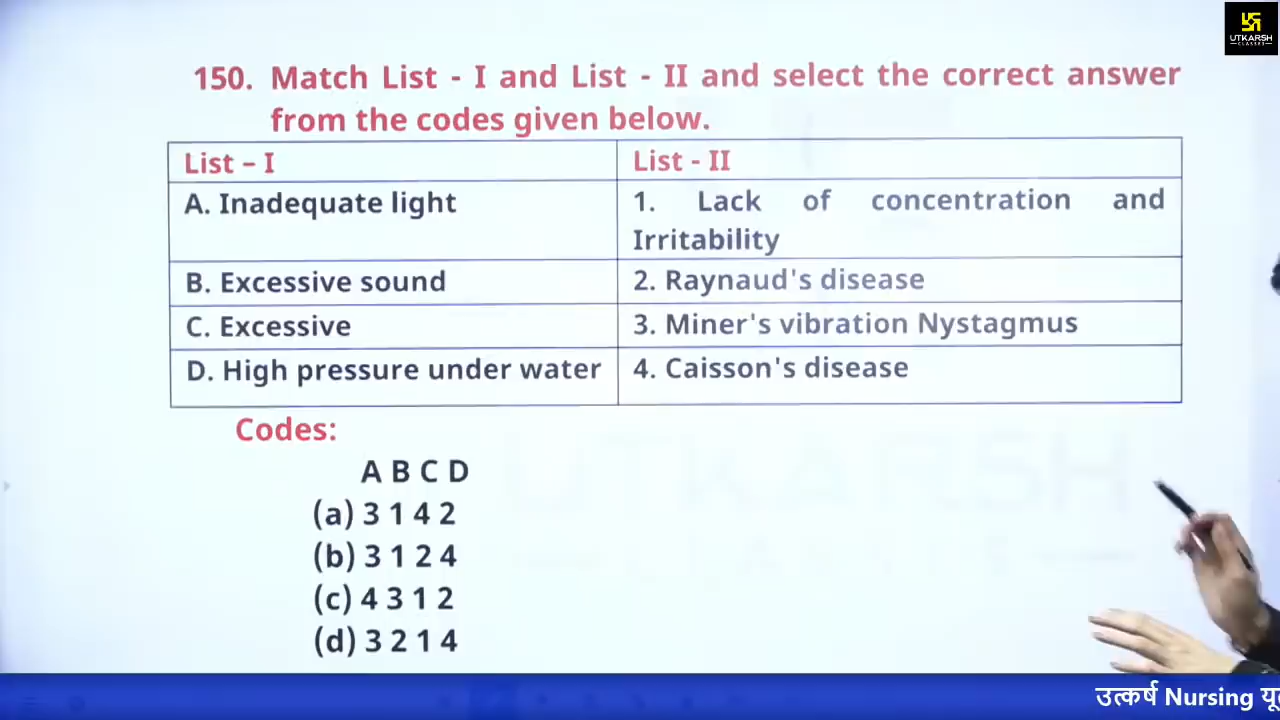 UTKARSH
CLASSES
150. Match List - I and List - II and select the correct answer
from the codes given below.
List – I
List - II
A. Inadequate light
1. Lack of concentration and
Irritability
B. Excessive sound
2. Raynaud's disease
C. Excessive
3. Miner's vibration Nystagmus
D. High pressure under water
4. Caisson's disease
Codes:
A B C D
(a) 3 1 4 2
(b) 3 1 2 4
(c) 4 3 1 2
(d) 3 2 1 4
UTKARSH
उत्कर्ष Nursing